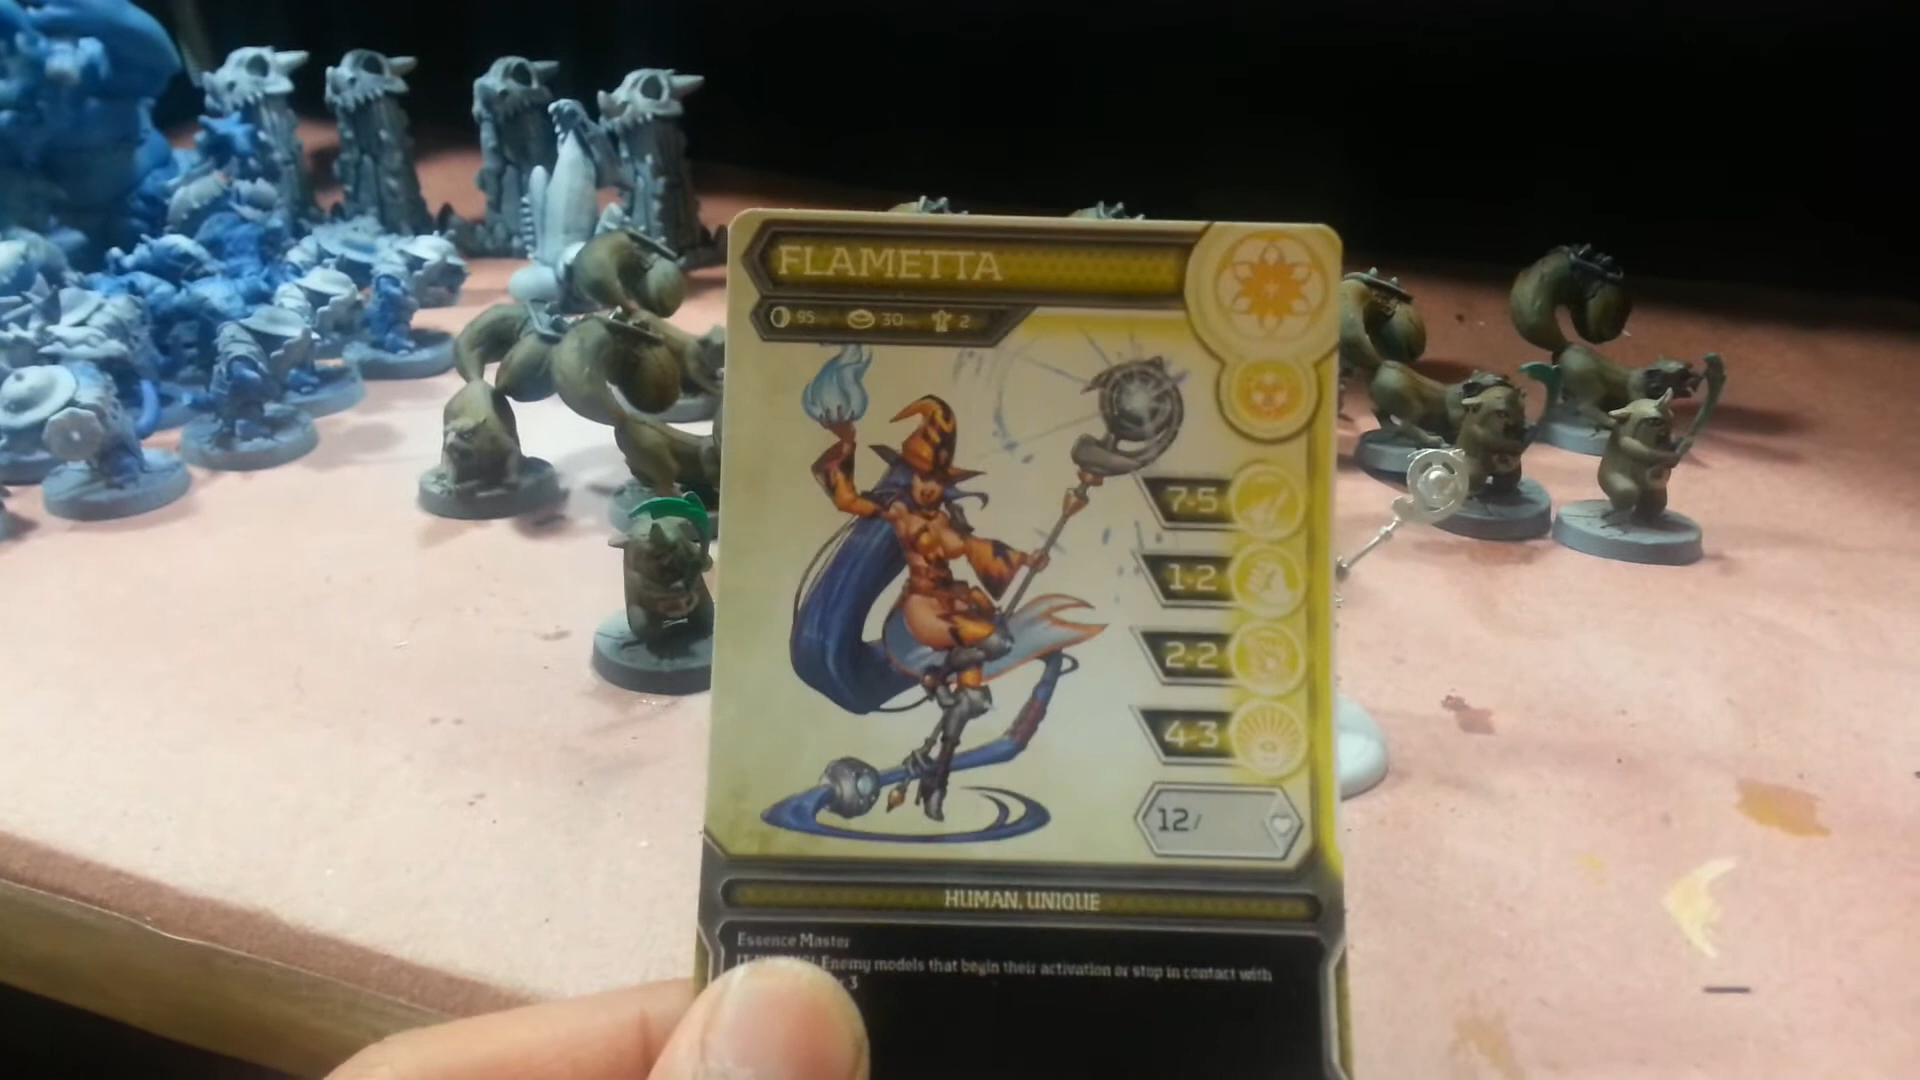 FLAMETTA
95 30 2
7-5
1-2
2-2
4-3
12/
HUMAN, UNIQUE
Essence Master
Enemy models that begin their activation or stop in contact with
3